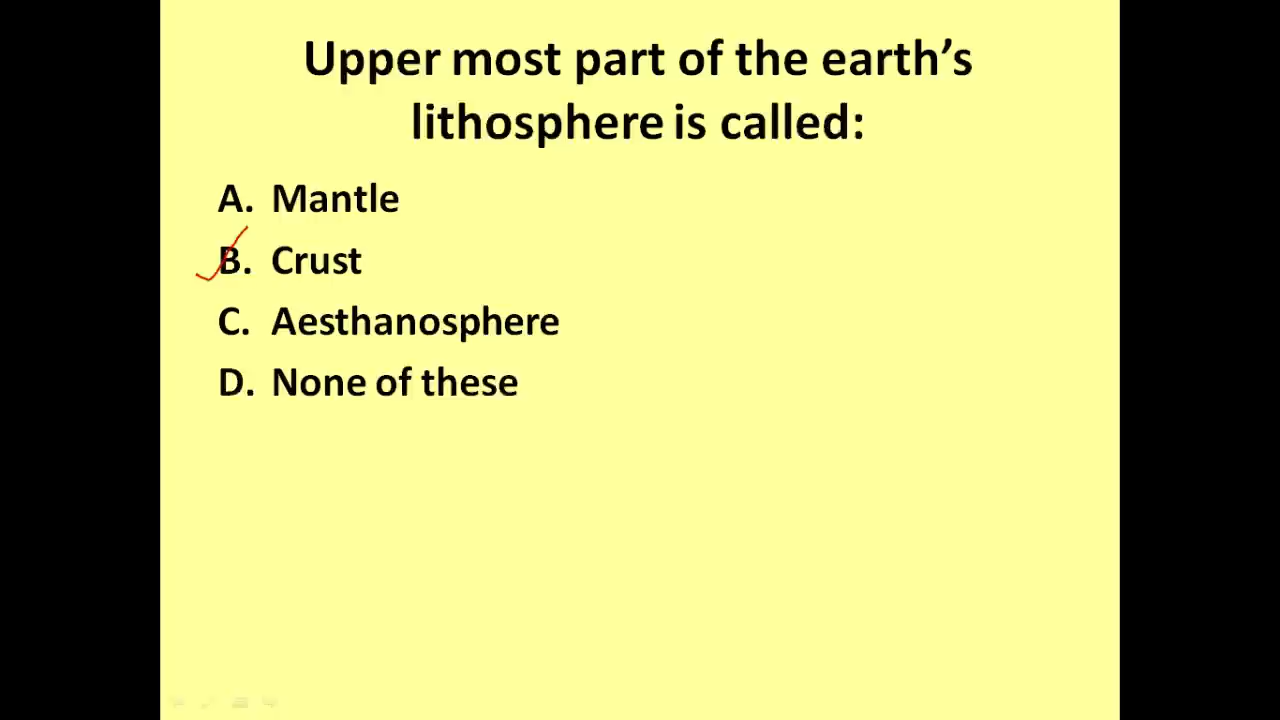 Upper most part of the earth’s
lithosphere is called:
A. Mantle
B. Crust
C. Aesthanosphere
D. None of these